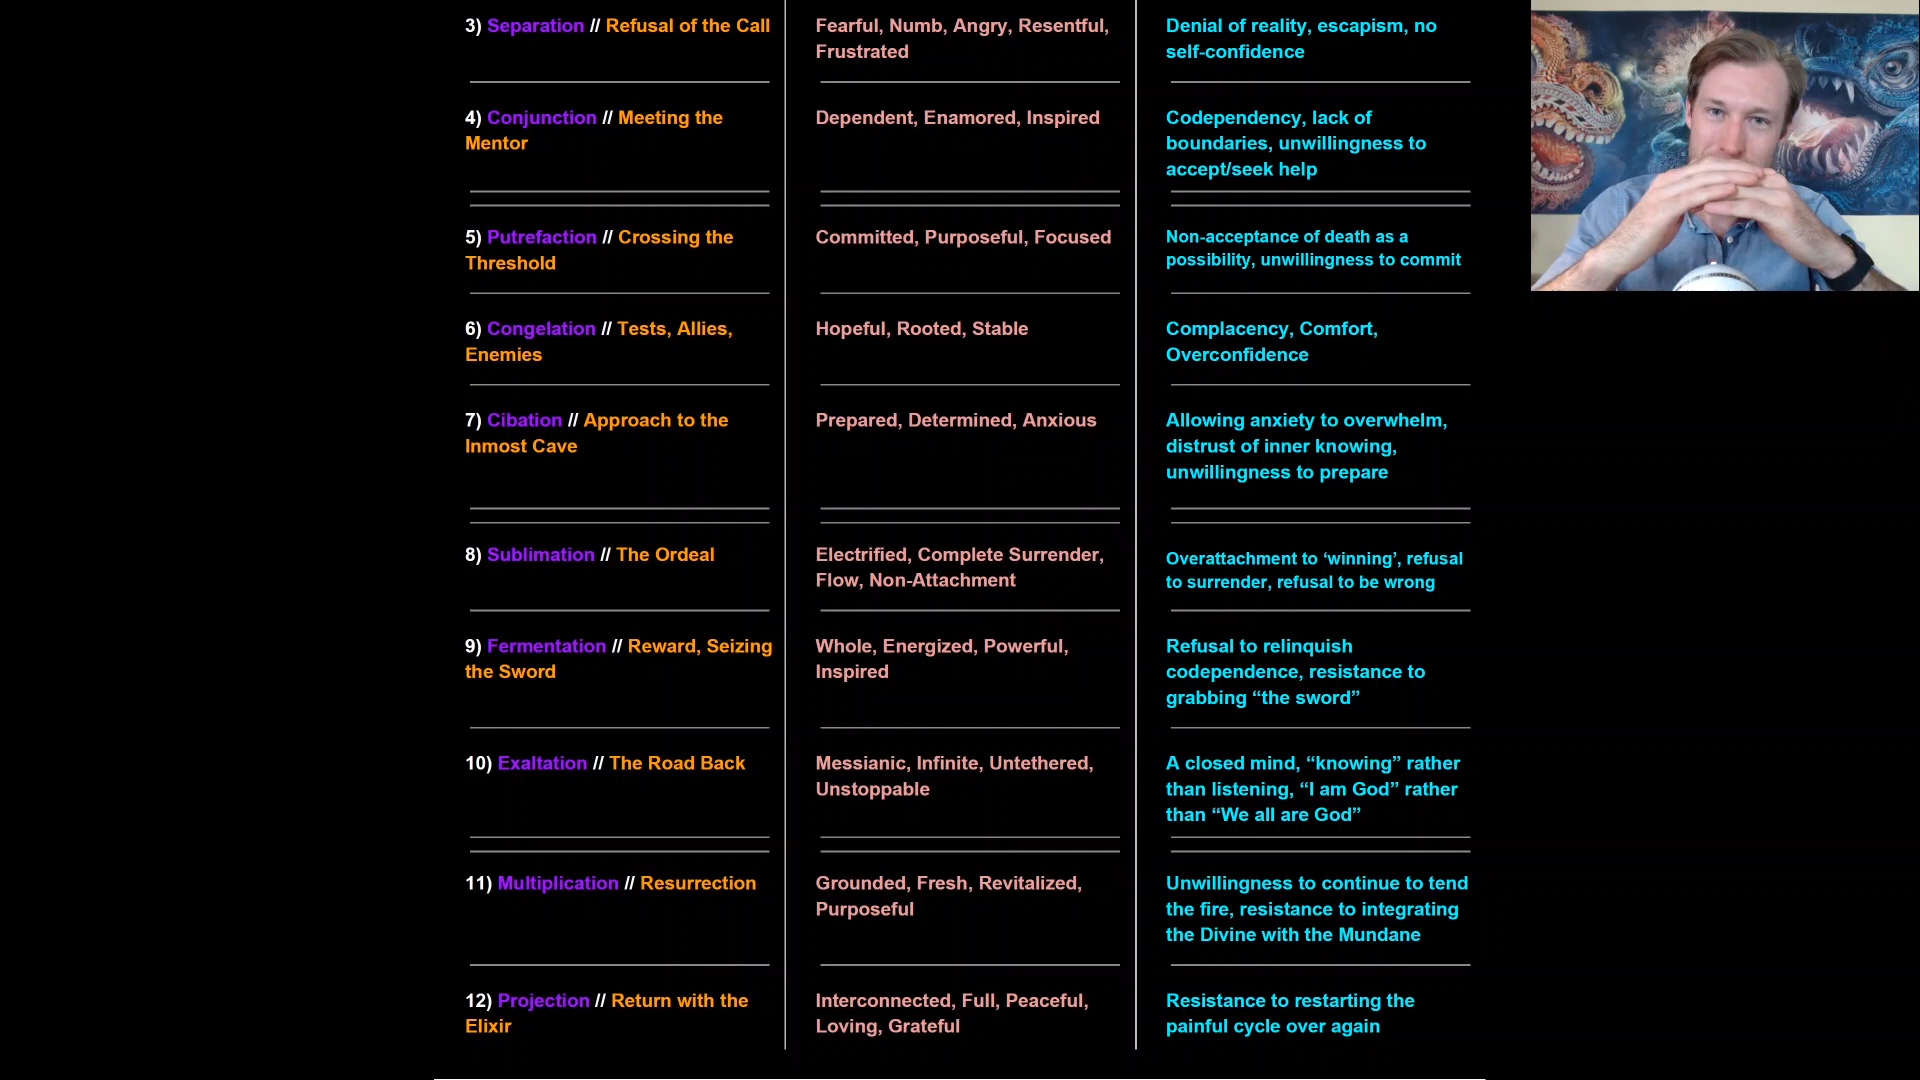 3) Separation // Refusal of the Call
Fearful, Numb, Angry, Resentful,
Frustrated
Denial of reality, escapism, no
self-confidence
4) Conjunction // Meeting the
Mentor
Dependent, Enamored, Inspired
Codependency, lack of
boundaries, unwillingness to
accept/seek help
5) Putrefaction // Crossing the
Threshold
Committed, Purposeful, Focused
Non-acceptance of death as a
possibility, unwillingness to commit
6) Congelation // Tests, Allies,
Enemies
Hopeful, Rooted, Stable
Complacency, Comfort,
Overconfidence
7) Cibation // Approach to the
Inmost Cave
Prepared, Determined, Anxious
Allowing anxiety to overwhelm,
distrust of inner knowing,
unwillingness to prepare
8) Sublimation // The Ordeal
Electrified, Complete Surrender,
Flow, Non-Attachment
Overattachment to ‘winning’, refusal
to surrender, refusal to be wrong
9) Fermentation // Reward, Seizing
the Sword
Whole, Energized, Powerful,
Inspired
Refusal to relinquish
codependence, resistance to
grabbing “the sword”
10) Exaltation // The Road Back
Messianic, Infinite, Untethered,
Unstoppable
A closed mind, “knowing” rather
than listening, “I am God” rather
than “We all are God”
11) Multiplication // Resurrection
Grounded, Fresh, Revitalized,
Purposeful
Unwillingness to continue to tend
the fire, resistance to integrating
the Divine with the Mundane
12) Projection // Return with the
Elixir
Interconnected, Full, Peaceful,
Loving, Grateful
Resistance to restarting the
painful cycle over again